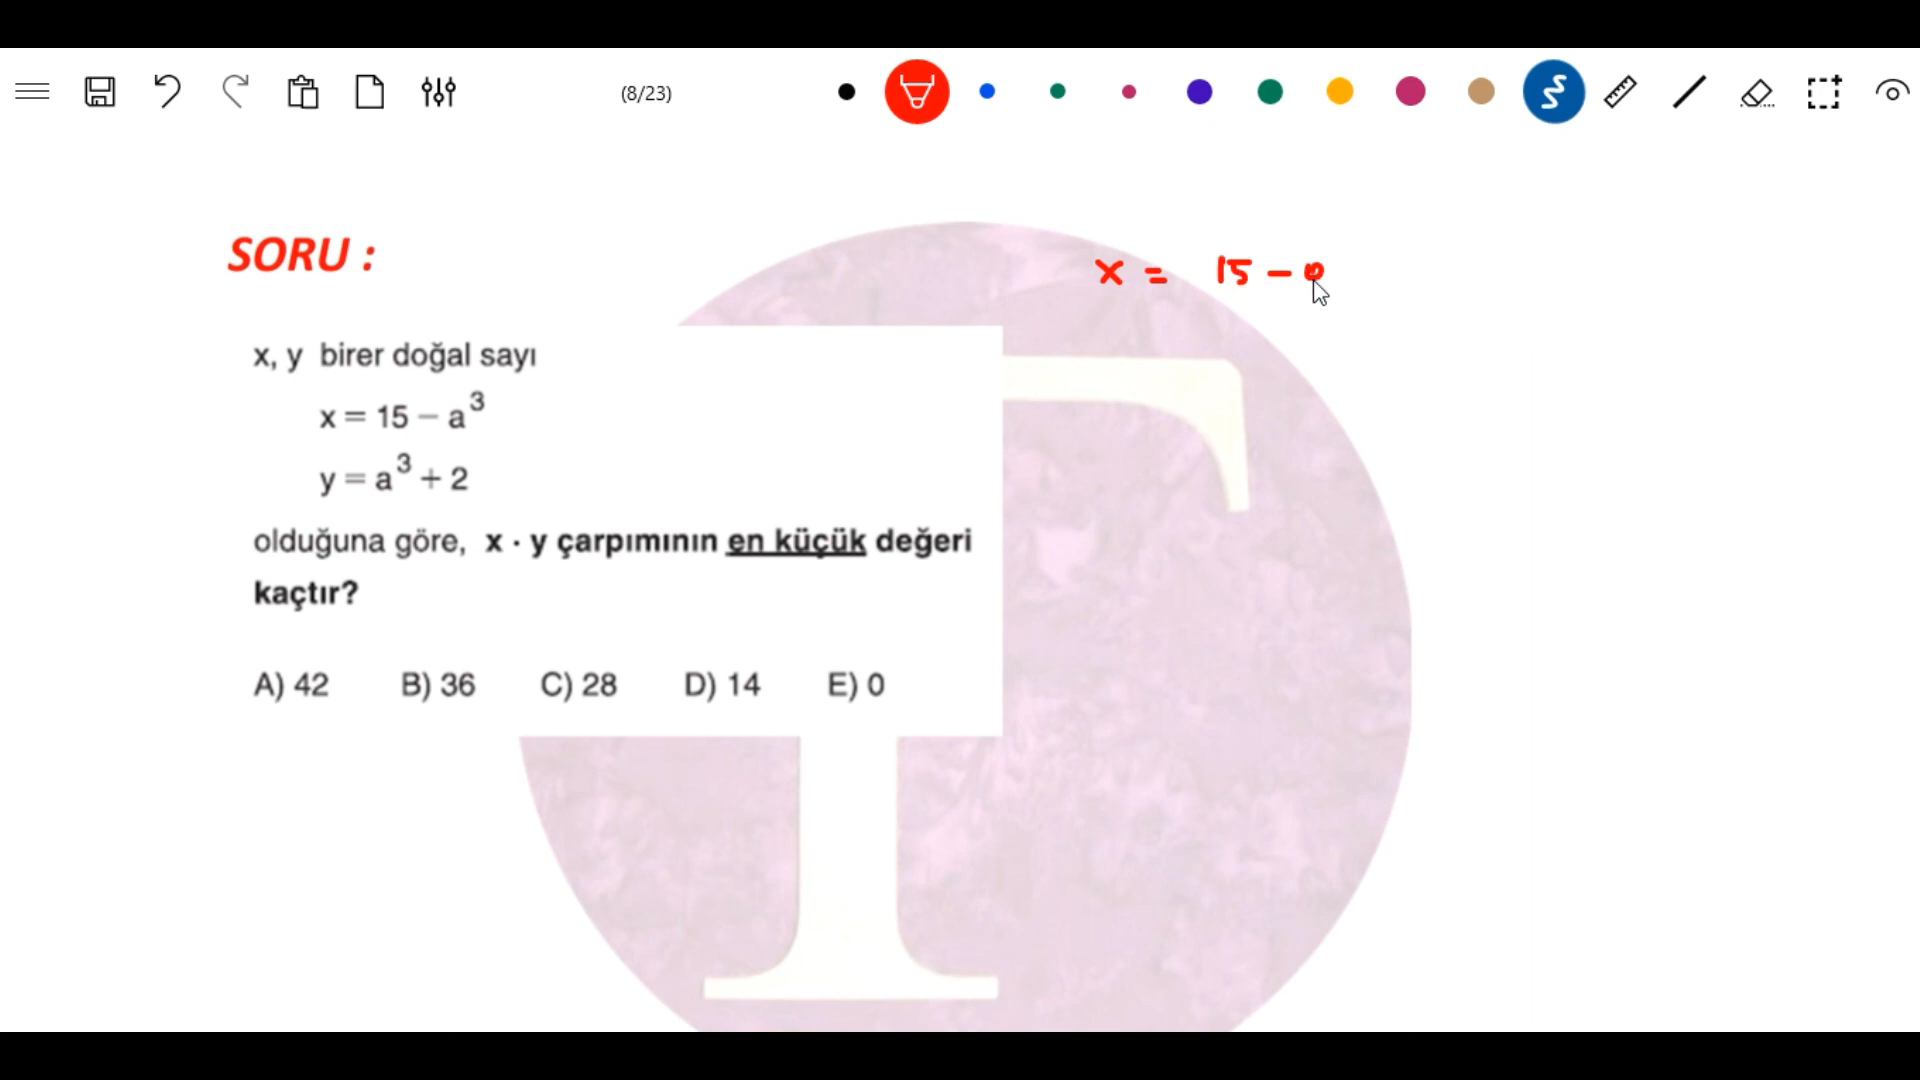 (8/23)
SORU :
x = 15 - 
x, y birer doğal sayı
x = 15 − a³
y = a³ + 2
olduğuna göre, x · y çarpımının en küçük değeri
kaçtır?
A) 42 B) 36 C) 28 D) 14 E) 0